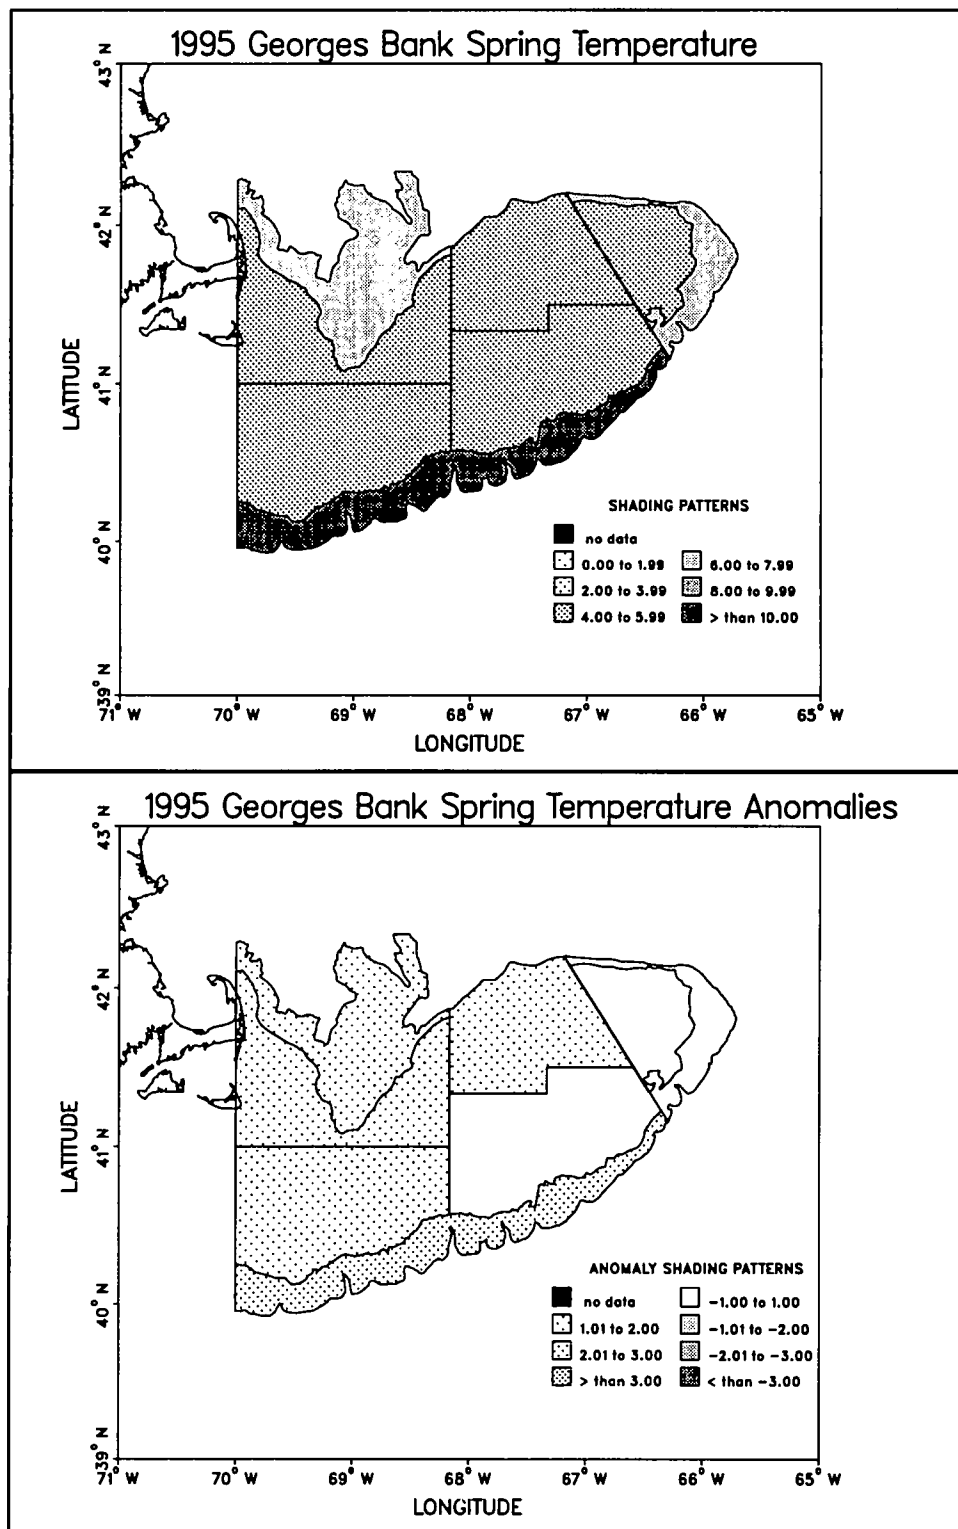 1995 Georges Bank Spring Temperature
43° N
42° N
41° N
40° N
39° N
LATITUDE
SHADING PATTERNS
no data
0.00 to 1.99
6.00 to 7.99
2.00 to 3.99
8.00 to 9.99
4.00 to 5.99
> than 10.00
71° W
70° W
69° W
68° W
67° W
66° W
65° W
LONGITUDE
1995 Georges Bank Spring Temperature Anomalies
43° N
42° N
41° N
40° N
39° N
LATITUDE
ANOMALY SHADING PATTERNS
no data
-1.00 to 1.00
1.01 to 2.00
-1.01 to -2.00
2.01 to 3.00
-2.01 to -3.00
> than 3.00
< than -3.00
71° W
70° W
69° W
68° W
67° W
66° W
65° W
LONGITUDE